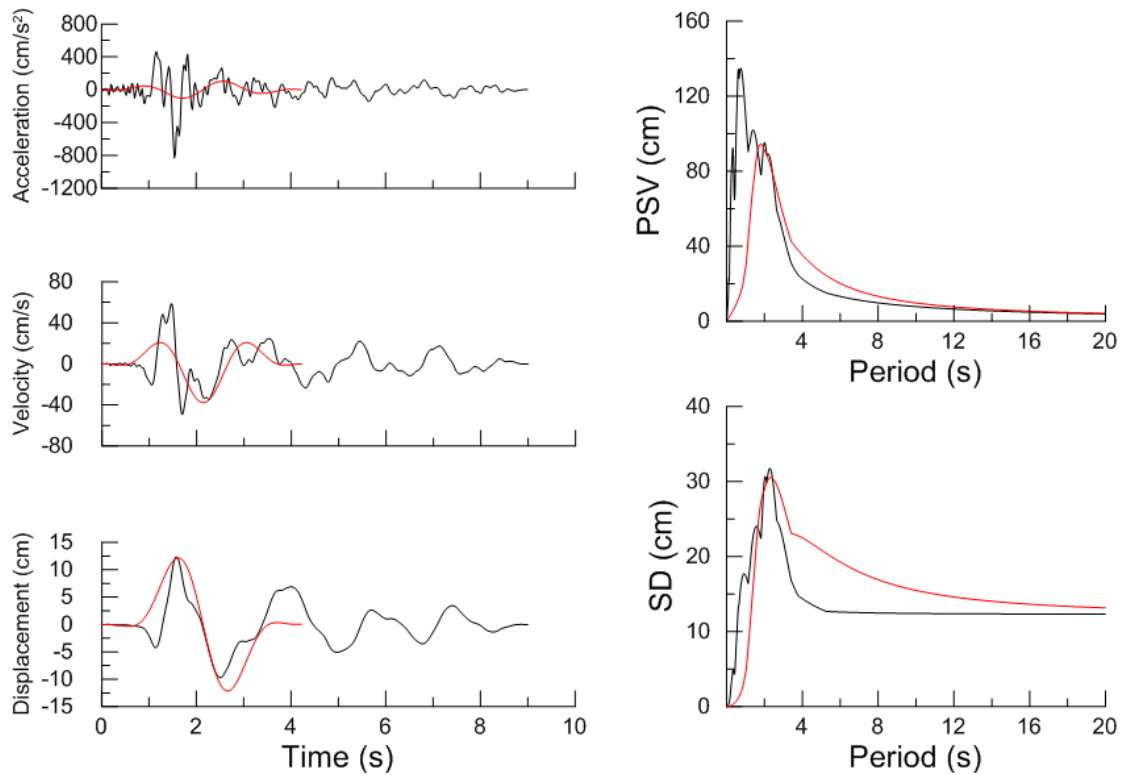 Acceleration (cm/s²)
800
400
0
-400
-800
-1200
Velocity (cm/s)
80
40
0
-40
-80
Displacement (cm)
15
10
5
0
-5
-10
-15
0 2 4 6 8 10
Time (s)
PSV (cm)
160
120
80
40
0
4 8 12 16 20
Period (s)
SD (cm)
40
30
20
10
0
4 8 12 16 20
Period (s)